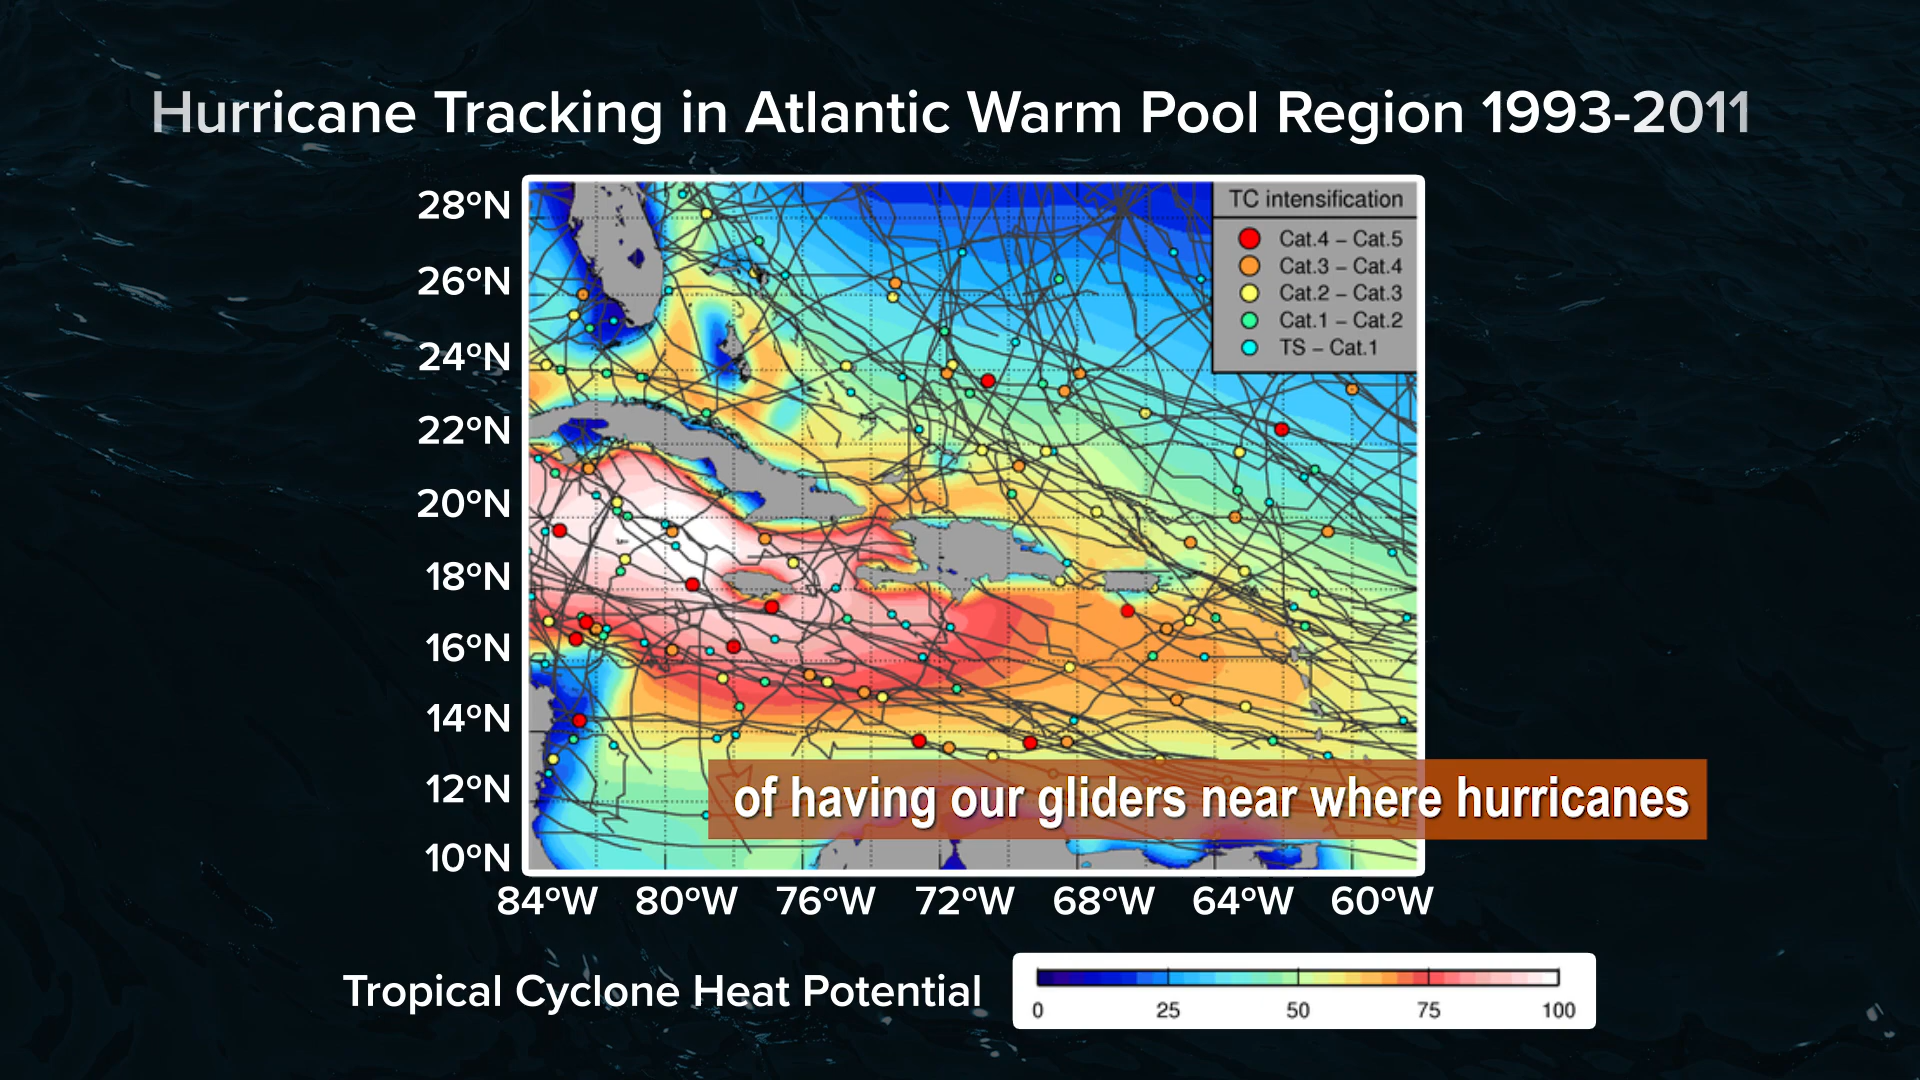 Hurricane Tracking in Atlantic Warm Pool Region 1993-2011
28°N
26°N
24°N
22°N
20°N
18°N
16°N
14°N
12°N
10°N
84°W 80°W 76°W 72°W 68°W 64°W 60°W
TC intensification
Cat.4 – Cat.5
Cat.3 – Cat.4
Cat.2 – Cat.3
Cat.1 – Cat.2
TS – Cat.1
of having our gliders near where hurricanes
Tropical Cyclone Heat Potential
0 25 50 75 100